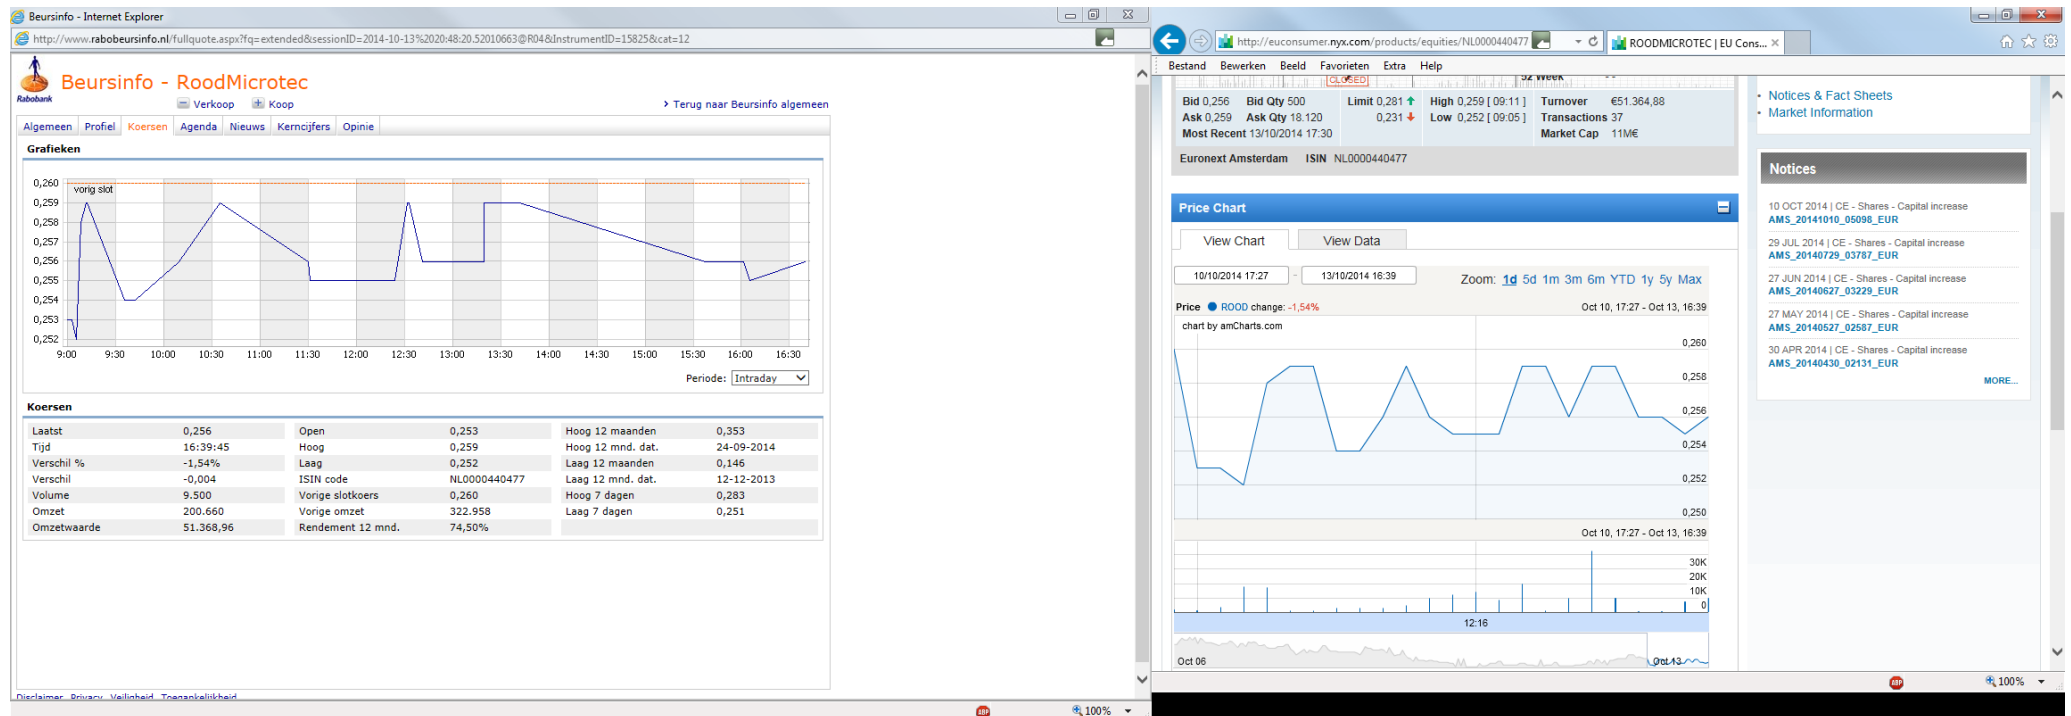 Beursinfo - Internet Explorer
http://www.rabobeursinfo.nl/fullquote.aspx?fq=extended&sessionID=2014-10-13%2020:48:20.52010663@R04&InstrumentID=15825&cat=12
Rabobank
Beursinfo - RoodMicrotec
Verkoop Koop
Terug naar Beursinfo algemeen
Algemeen Profiel Koersen Agenda Nieuws Kerncijfers Opinie
Grafieken
vorig slot
0,260
0,259
0,258
0,257
0,256
0,255
0,254
0,253
0,252
9:00 9:30 10:00 10:30 11:00 11:30 12:00 12:30 13:00 13:30 14:00 14:30 15:00 15:30 16:00 16:30
Periode: Intraday
Koersen
Laatst 0,256 Open 0,253 Hoog 12 maanden 0,353
Tijd 16:39:45 Hoog 0,259 Hoog 12 mnd. dat. 24-09-2014
Verschil % -1,54% Laag 0,252 Laag 12 maanden 0,146
Verschil -0,004 ISIN code NL0000440477 Laag 12 mnd. dat. 12-12-2013
Volume 9.500 Vorige slotkoers 0,260 Hoog 7 dagen 0,283
Omzet 200.660 Vorige omzet 322.958 Laag 7 dagen 0,251
Omzetwaarde 51.368,96 Rendement 12 mnd. 74,50%
Disclaimer Privacy Veiligheid Toegankelijkheid
ABP 100%
http://euconsumer.nyx.com/products/equities/NL0000440477
ROODMICROTEC | EU Cons...
Bestand Bewerken Beeld Favorieten Extra Help
CLOSED
52 Week - -
Bid 0,256 Bid Qty 500 Limit 0,281 High 0,259 [ 09:11 ] Turnover €51.364,88
Ask 0,259 Ask Qty 18.120 0,231 Low 0,252 [ 09:05 ] Transactions 37
Most Recent 13/10/2014 17:30 Market Cap 11M€
Euronext Amsterdam ISIN NL0000440477
Price Chart
View Chart View Data
10/10/2014 17:27 - 13/10/2014 16:39 Zoom: 1d 5d 1m 3m 6m YTD 1y 5y Max
Price ROOD change: -1,54% Oct 10, 17:27 - Oct 13, 16:39
chart by amCharts.com
0,260
0,258
0,256
0,254
0,252
0,250
Oct 10, 17:27 - Oct 13, 16:39
30K
20K
10K
0
12:16
Oct 06 Oct 13
Notices & Fact Sheets
Market Information
Notices
10 OCT 2014 | CE - Shares - Capital increase
AMS_20141010_05098_EUR
29 JUL 2014 | CE - Shares - Capital increase
AMS_20140729_03787_EUR
27 JUN 2014 | CE - Shares - Capital increase
AMS_20140627_03229_EUR
27 MAY 2014 | CE - Shares - Capital increase
AMS_20140527_02587_EUR
30 APR 2014 | CE - Shares - Capital increase
AMS_20140430_02131_EUR
MORE...
ABP 100%